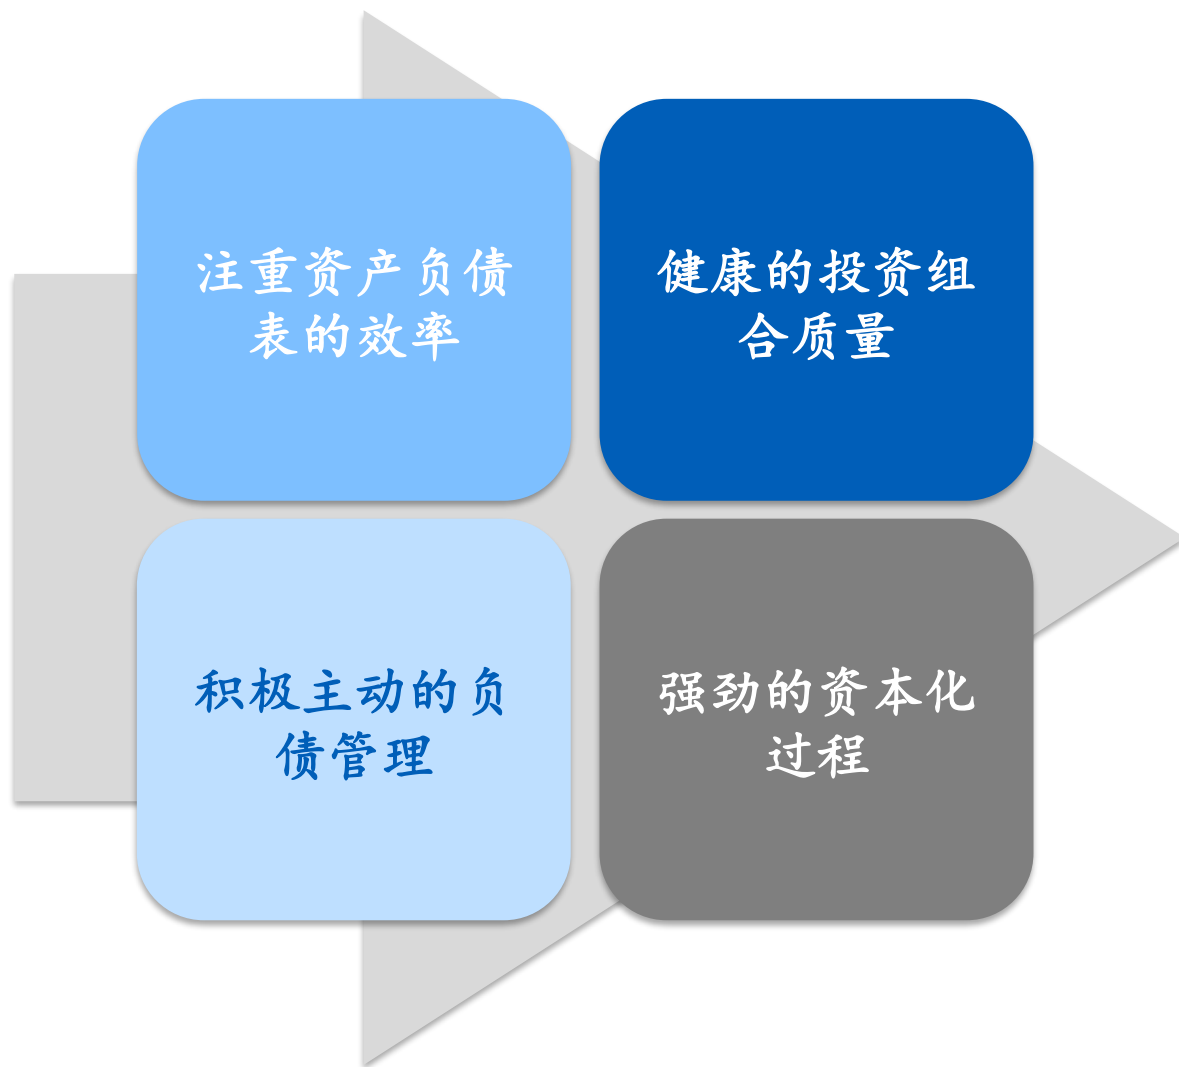 注重资产负债
表的效率
健康的投资组
合质量
积极主动的负
债管理
强劲的资本化
过程